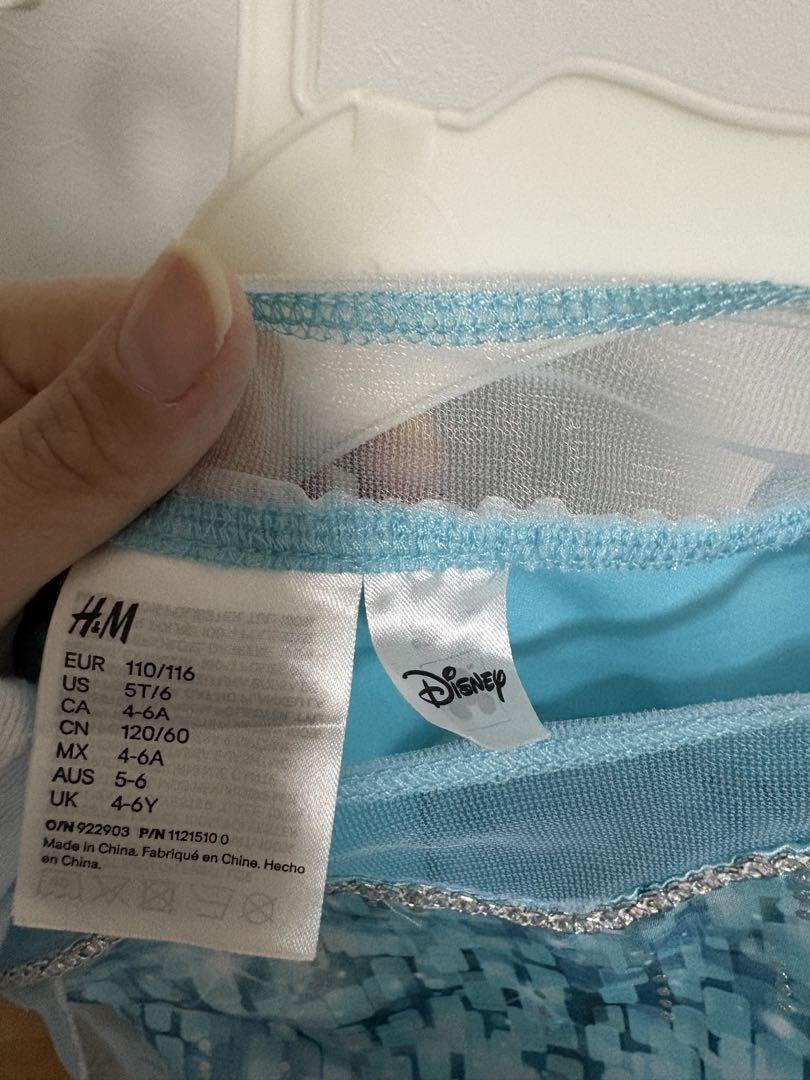 H&M
EUR 110/116
US 5T/6
CA 4-6A
CN 120/60
MX 4-6A
AUS 5-6
UK 4-6Y
O/N 922903 P/N 1121510 0
Made in China. Fabriqué en Chine. Hecho
en China.
Disney